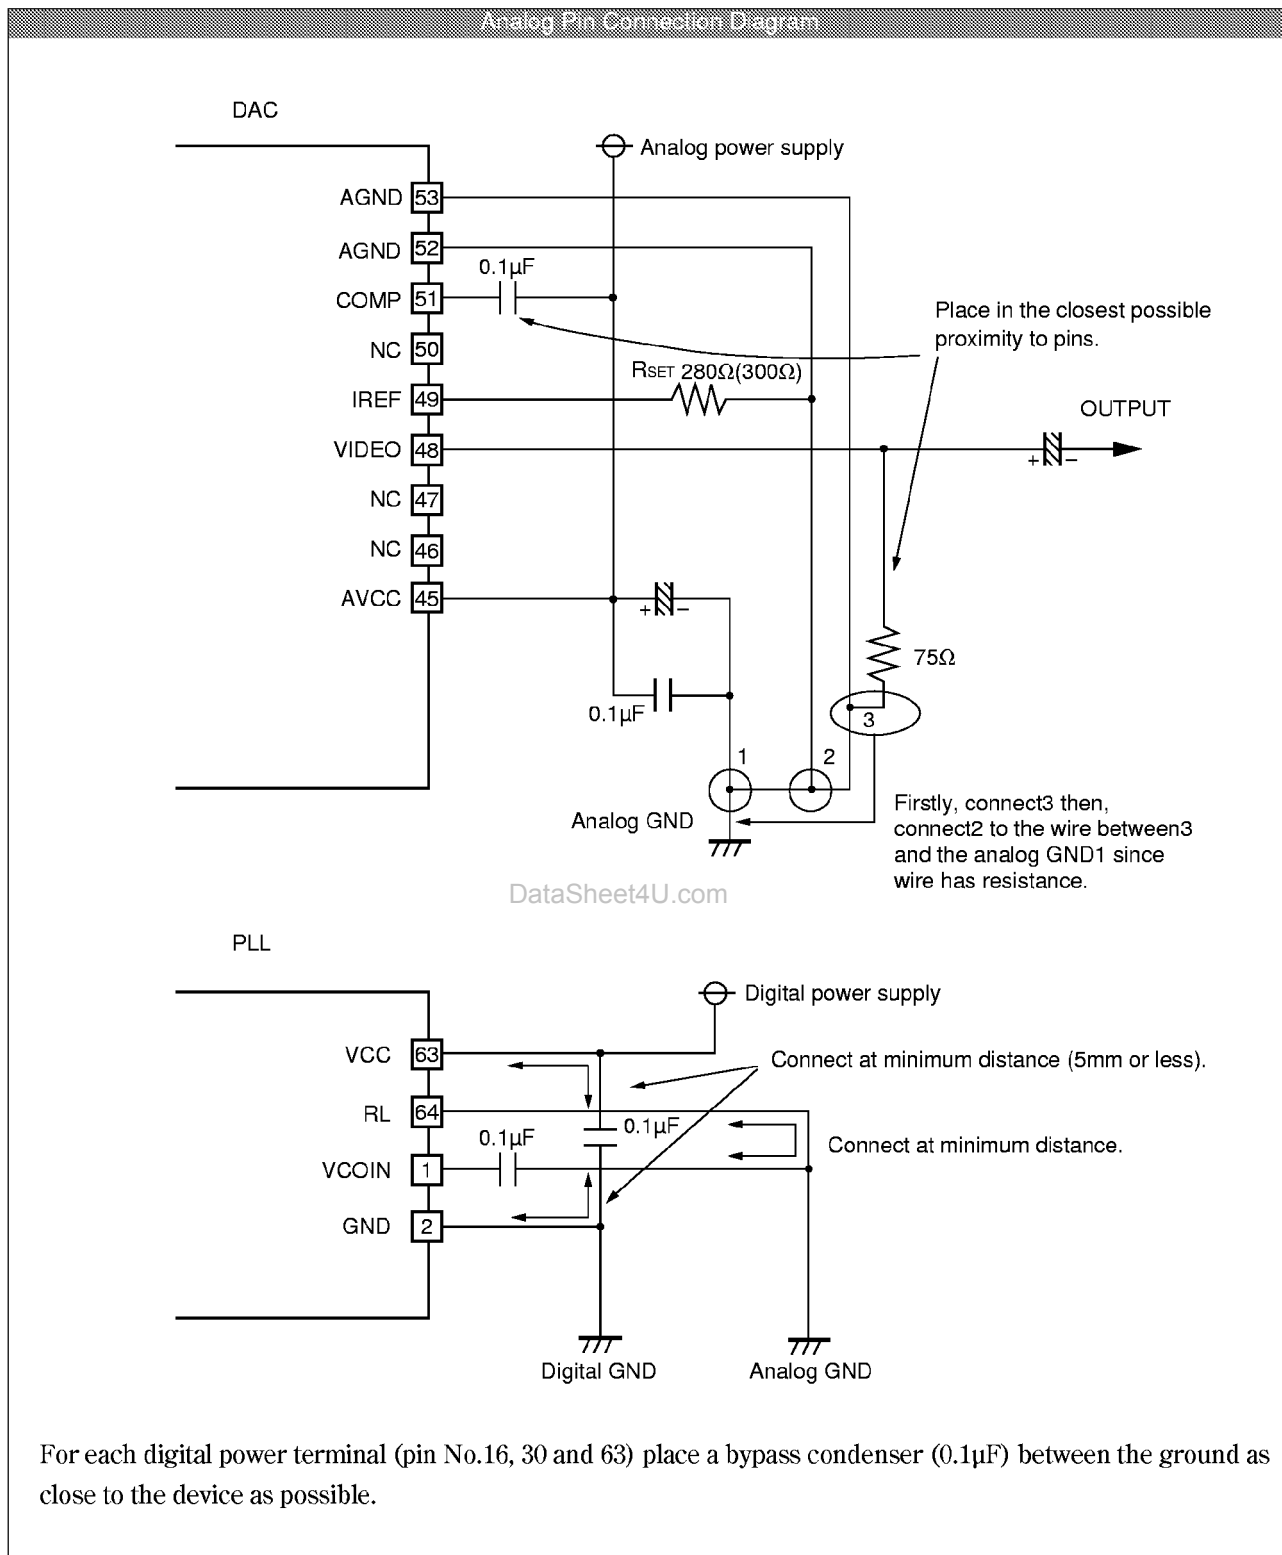 Analog Pin Connection Diagram
DAC
Analog power supply
AGND 53
AGND 52
0.1µF
COMP 51
Place in the closest possible
proximity to pins.
NC 50
RSET 280Ω(300Ω)
IREF 49
OUTPUT
VIDEO 48
+ −
NC 47
NC 46
AVCC 45
+ −
75Ω
0.1µF
3
1
2
Analog GND
Firstly, connect3 then,
connect2 to the wire between3
and the analog GND1 since
wire has resistance.
DataSheet4U.com
PLL
Digital power supply
VCC 63
Connect at minimum distance (5mm or less).
RL 64
0.1µF
0.1µF
Connect at minimum distance.
VCOIN 1
GND 2
Digital GND
Analog GND
For each digital power terminal (pin No.16, 30 and 63) place a bypass condenser (0.1µF) between the ground as
close to the device as possible.